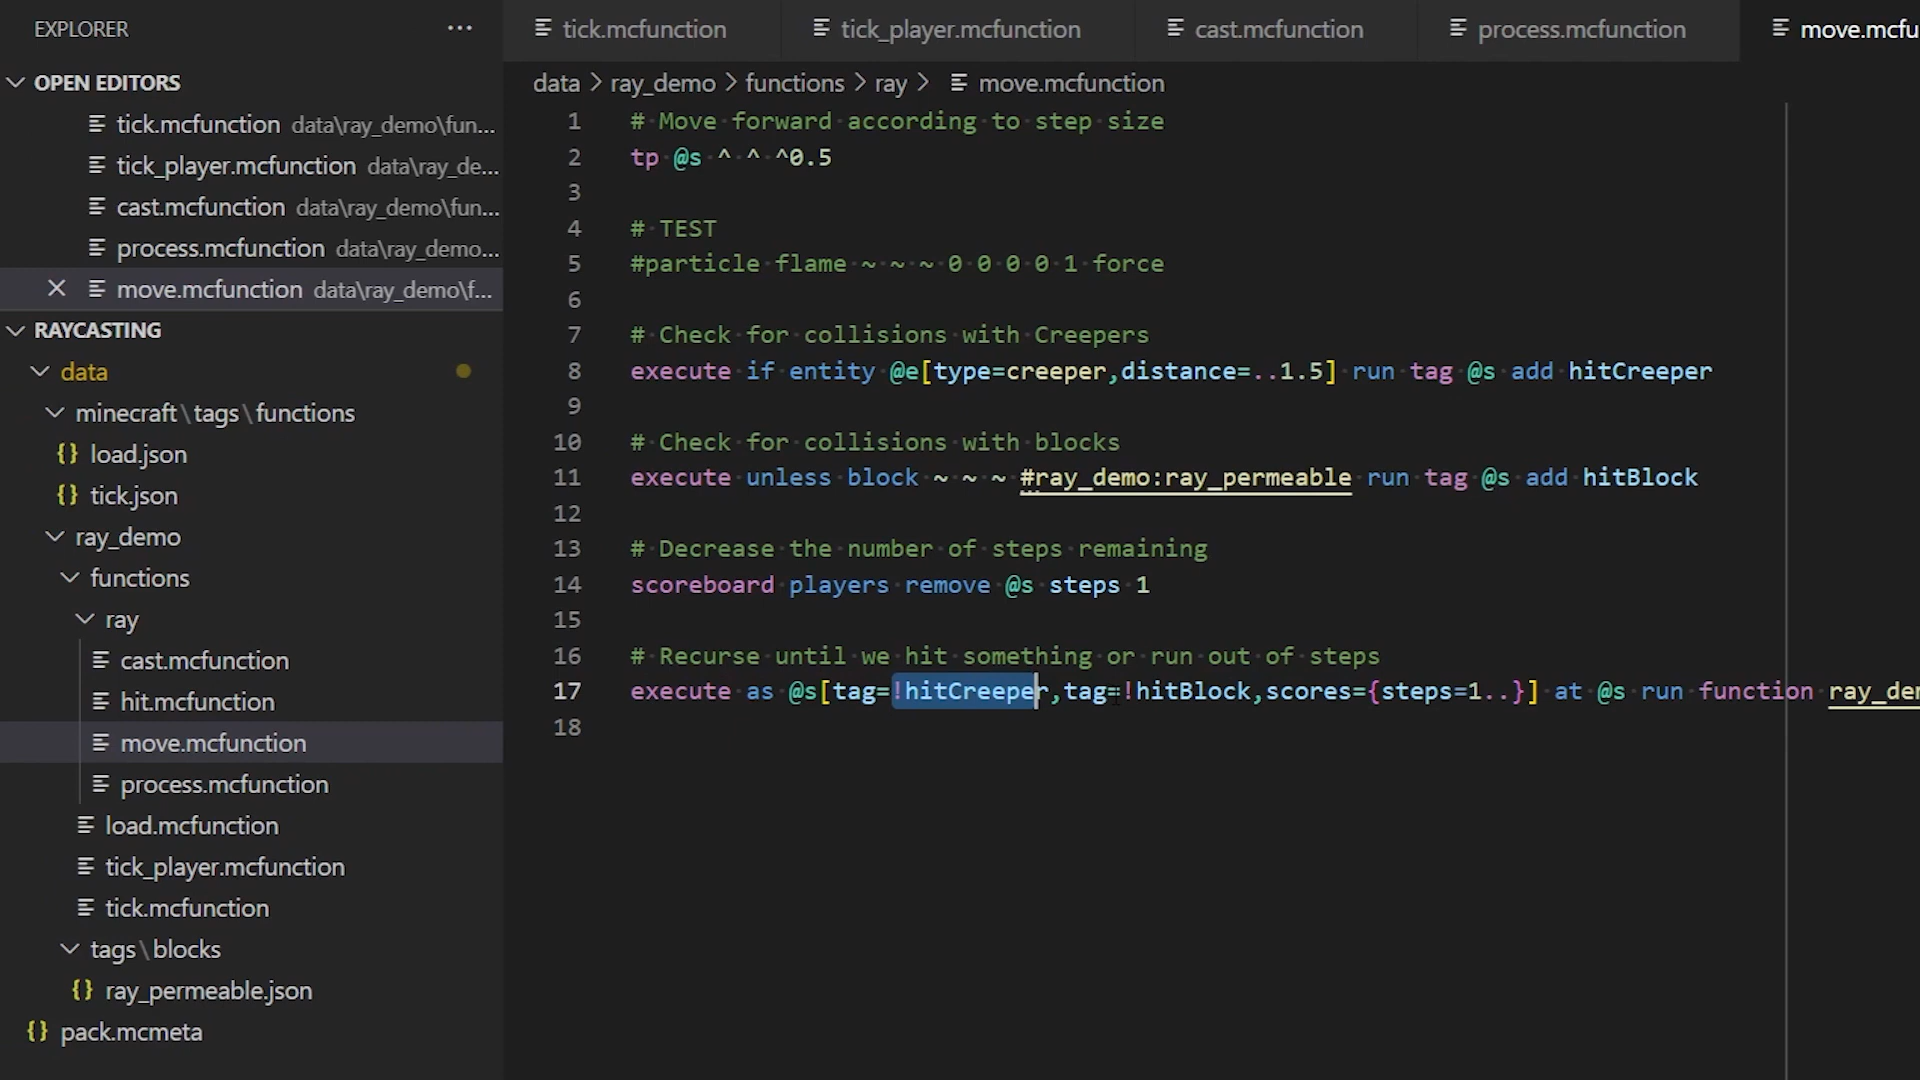 EXPLORER ...
OPEN EDITORS
tick.mcfunction data\ray_demo\fun...
tick_player.mcfunction data\ray_de...
cast.mcfunction data\ray_demo\fun...
process.mcfunction data\ray_demo...
move.mcfunction data\ray_demo\f...
RAYCASTING
data
minecraft\tags\functions
{} load.json
{} tick.json
ray_demo
functions
ray
cast.mcfunction
hit.mcfunction
move.mcfunction
process.mcfunction
load.mcfunction
tick_player.mcfunction
tick.mcfunction
tags\blocks
{} ray_permeable.json
{} pack.mcmeta
tick.mcfunction tick_player.mcfunction cast.mcfunction process.mcfunction move.mcfu
data > ray_demo > functions > ray > move.mcfunction
1 # Move forward according to step size
2 tp @s ^ ^ ^0.5
3
4 # TEST
5 #particle flame ~ ~ ~ 0 0 0 0 1 force
6
7 # Check for collisions with Creepers
8 execute if entity @e[type=creeper,distance=..1.5] run tag @s add hitCreeper
9
10 # Check for collisions with blocks
11 execute unless block ~ ~ ~ #ray_demo:ray_permeable run tag @s add hitBlock
12
13 # Decrease the number of steps remaining
14 scoreboard players remove @s steps 1
15
16 # Recurse until we hit something or run out of steps
17 execute as @s[tag=!hitCreeper,tag=!hitBlock,scores={steps=1..}] at @s run function ray_de
18